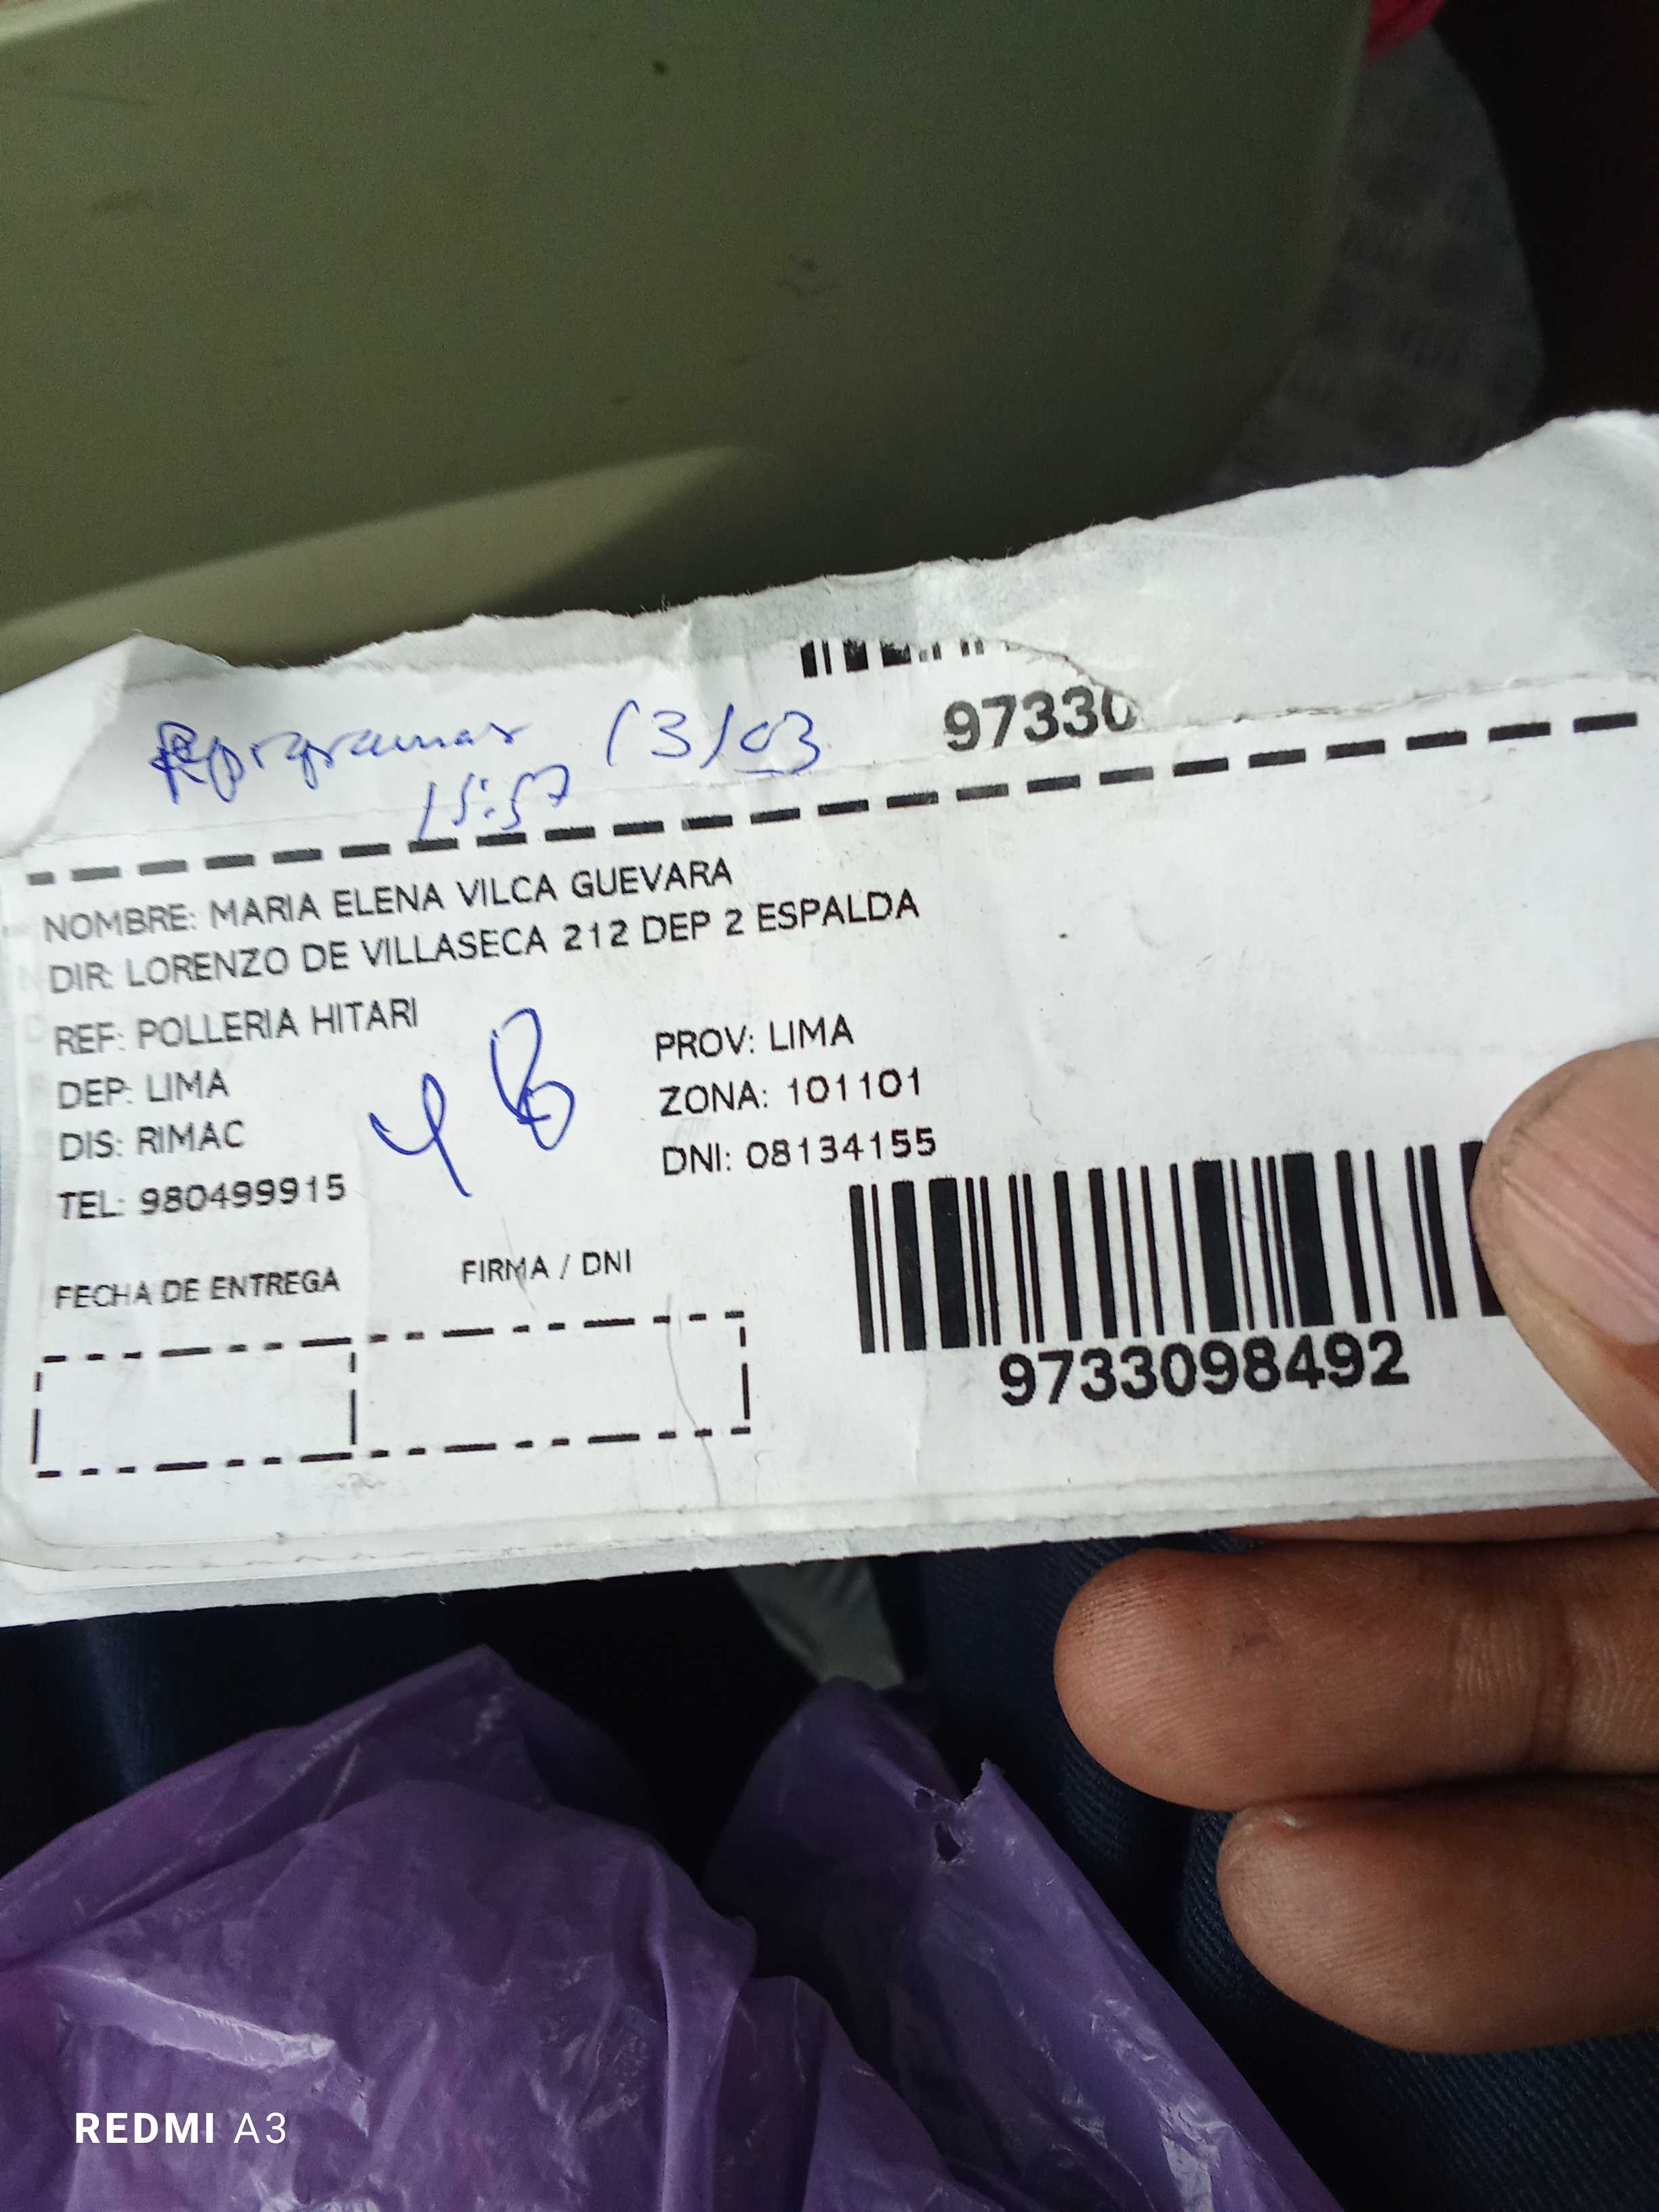 Reprogramar 13/03
15:57
97330
NOMBRE: MARIA ELENA VILCA GUEVARA
DIR: LORENZO DE VILLASECA 212 DEP 2 ESPALDA
REF: POLLERIA HITARI
DEP: LIMA
PROV: LIMA
DIS: RIMAC
ZONA: 101101
TEL: 980499915
DNI: 08134155
FECHA DE ENTREGA
FIRMA / DNI
9733098492
REDMI A3